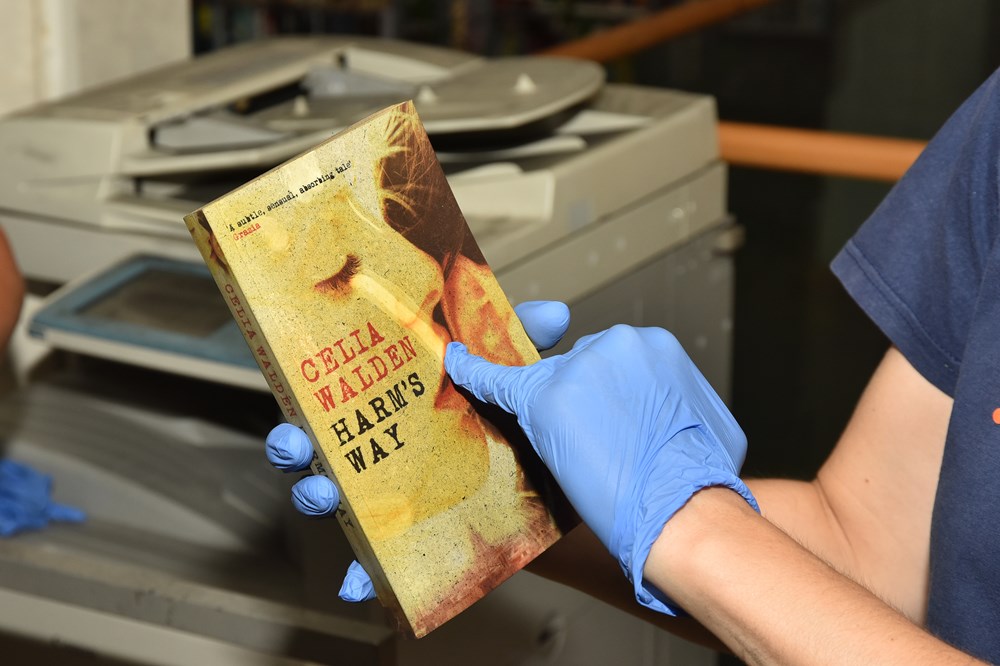 'A subtle, sensual, absorbing tale'
Grazia
CELIA
WALDEN
HARM'S
WAY
CELIA WALDEN